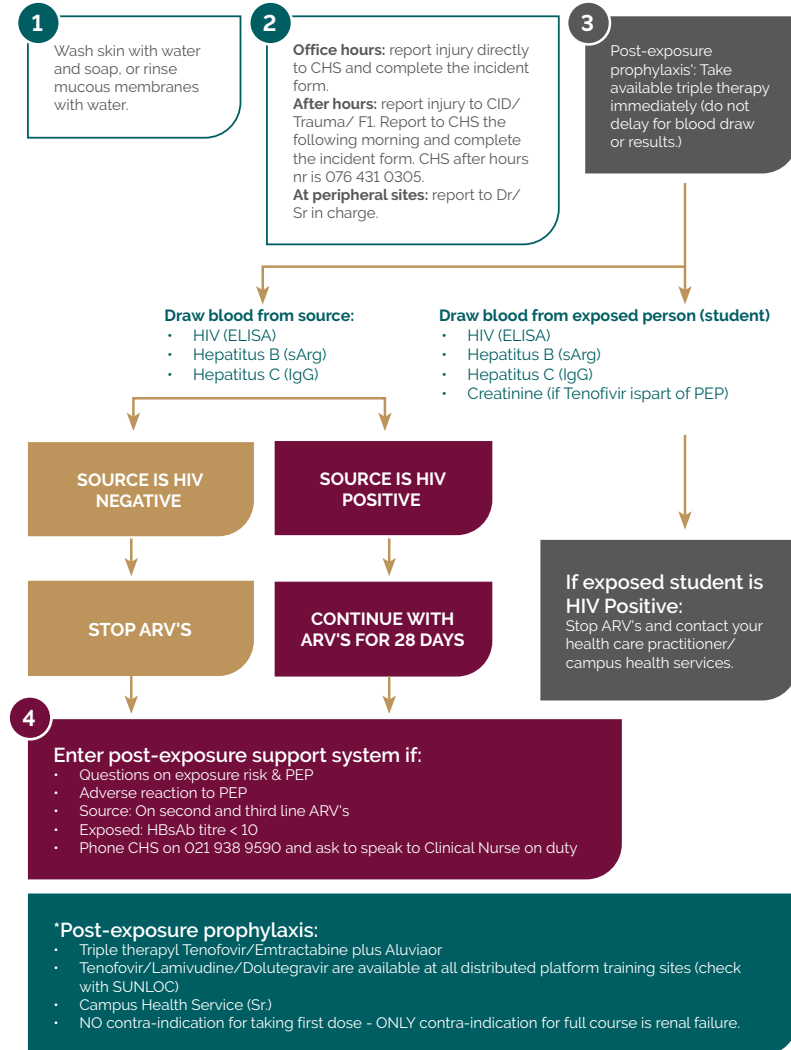 1
Wash skin with water
and soap, or rinse
mucous membranes
with water.
2
Office hours: report injury directly
to CHS and complete the incident
form.
After hours: report injury to CID/
Trauma/ F1. Report to CHS the
following morning and complete
the incident form. CHS after hours
nr is 076 431 0305.
At peripheral sites: report to Dr/
Sr in charge.
3
Post-exposure
prophylaxis': Take
available triple therapy
immediately (do not
delay for blood draw
or results.)
Draw blood from source:
• HIV (ELISA)
• Hepatitus B (sArg)
• Hepatitus C (IgG)
Draw blood from exposed person (student)
• HIV (ELISA)
• Hepatitus B (sArg)
• Hepatitus C (IgG)
• Creatinine (if Tenofivir ispart of PEP)
SOURCE IS HIV
NEGATIVE
SOURCE IS HIV
POSITIVE
STOP ARV'S
CONTINUE WITH
ARV'S FOR 28 DAYS
If exposed student is
HIV Positive:
Stop ARV's and contact your
health care practitioner/
campus health services.
4
Enter post-exposure support system if:
• Questions on exposure risk & PEP
• Adverse reaction to PEP
• Source: On second and third line ARV's
• Exposed: HBsAb titre < 10
• Phone CHS on 021 938 9590 and ask to speak to Clinical Nurse on duty
*Post-exposure prophylaxis:
• Triple therapyl Tenofovir/Emtractabine plus Aluviaor
• Tenofovir/Lamivudine/Dolutegravir are available at all distributed platform training sites (check
with SUNLOC)
• Campus Health Service (Sr.)
• NO contra-indication for taking first dose - ONLY contra-indication for full course is renal failure.